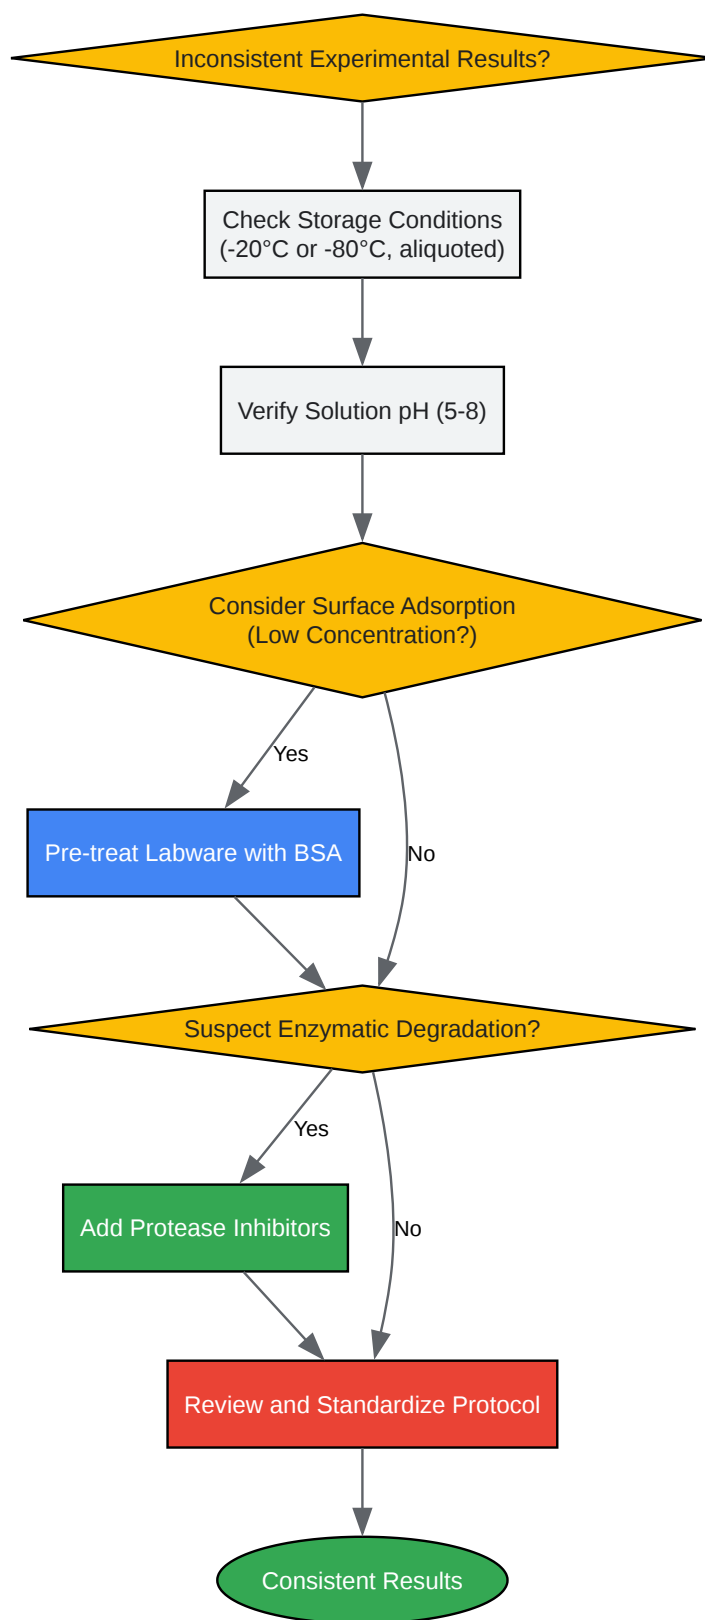 Inconsistent Experimental Results?
Check Storage Conditions
(-20°C or -80°C, aliquoted)
Verify Solution pH (5-8)
Consider Surface Adsorption
(Low Concentration?)
Yes
Pre-treat Labware with BSA
No
Suspect Enzymatic Degradation?
Yes
Add Protease Inhibitors
No
Review and Standardize Protocol
Consistent Results